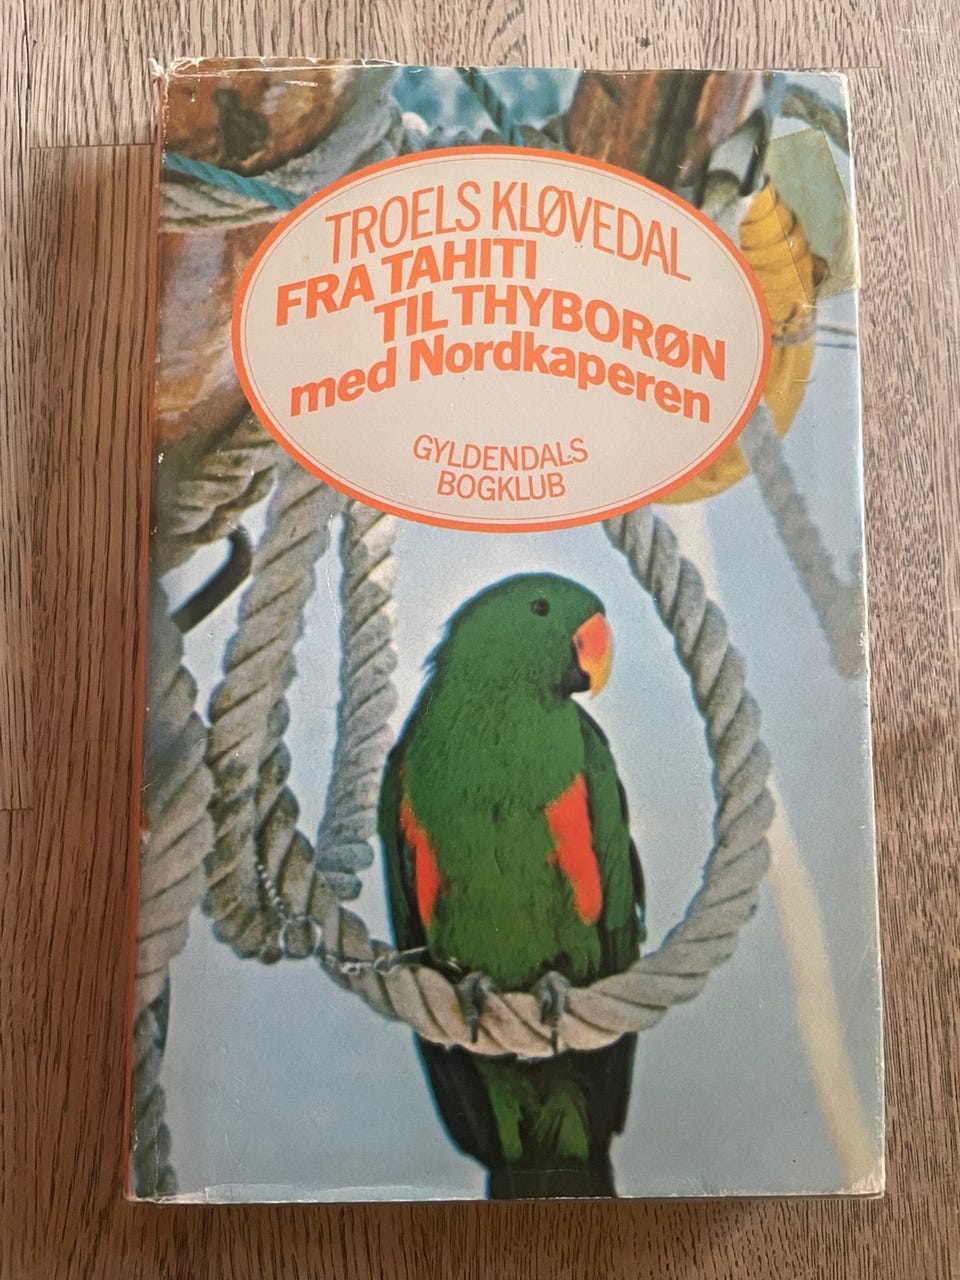 TROELS KLØVEDAL
FRA TAHITI
TIL THYBORØN
med Nordkaperen
GYLDENDALS
BOGKLUB